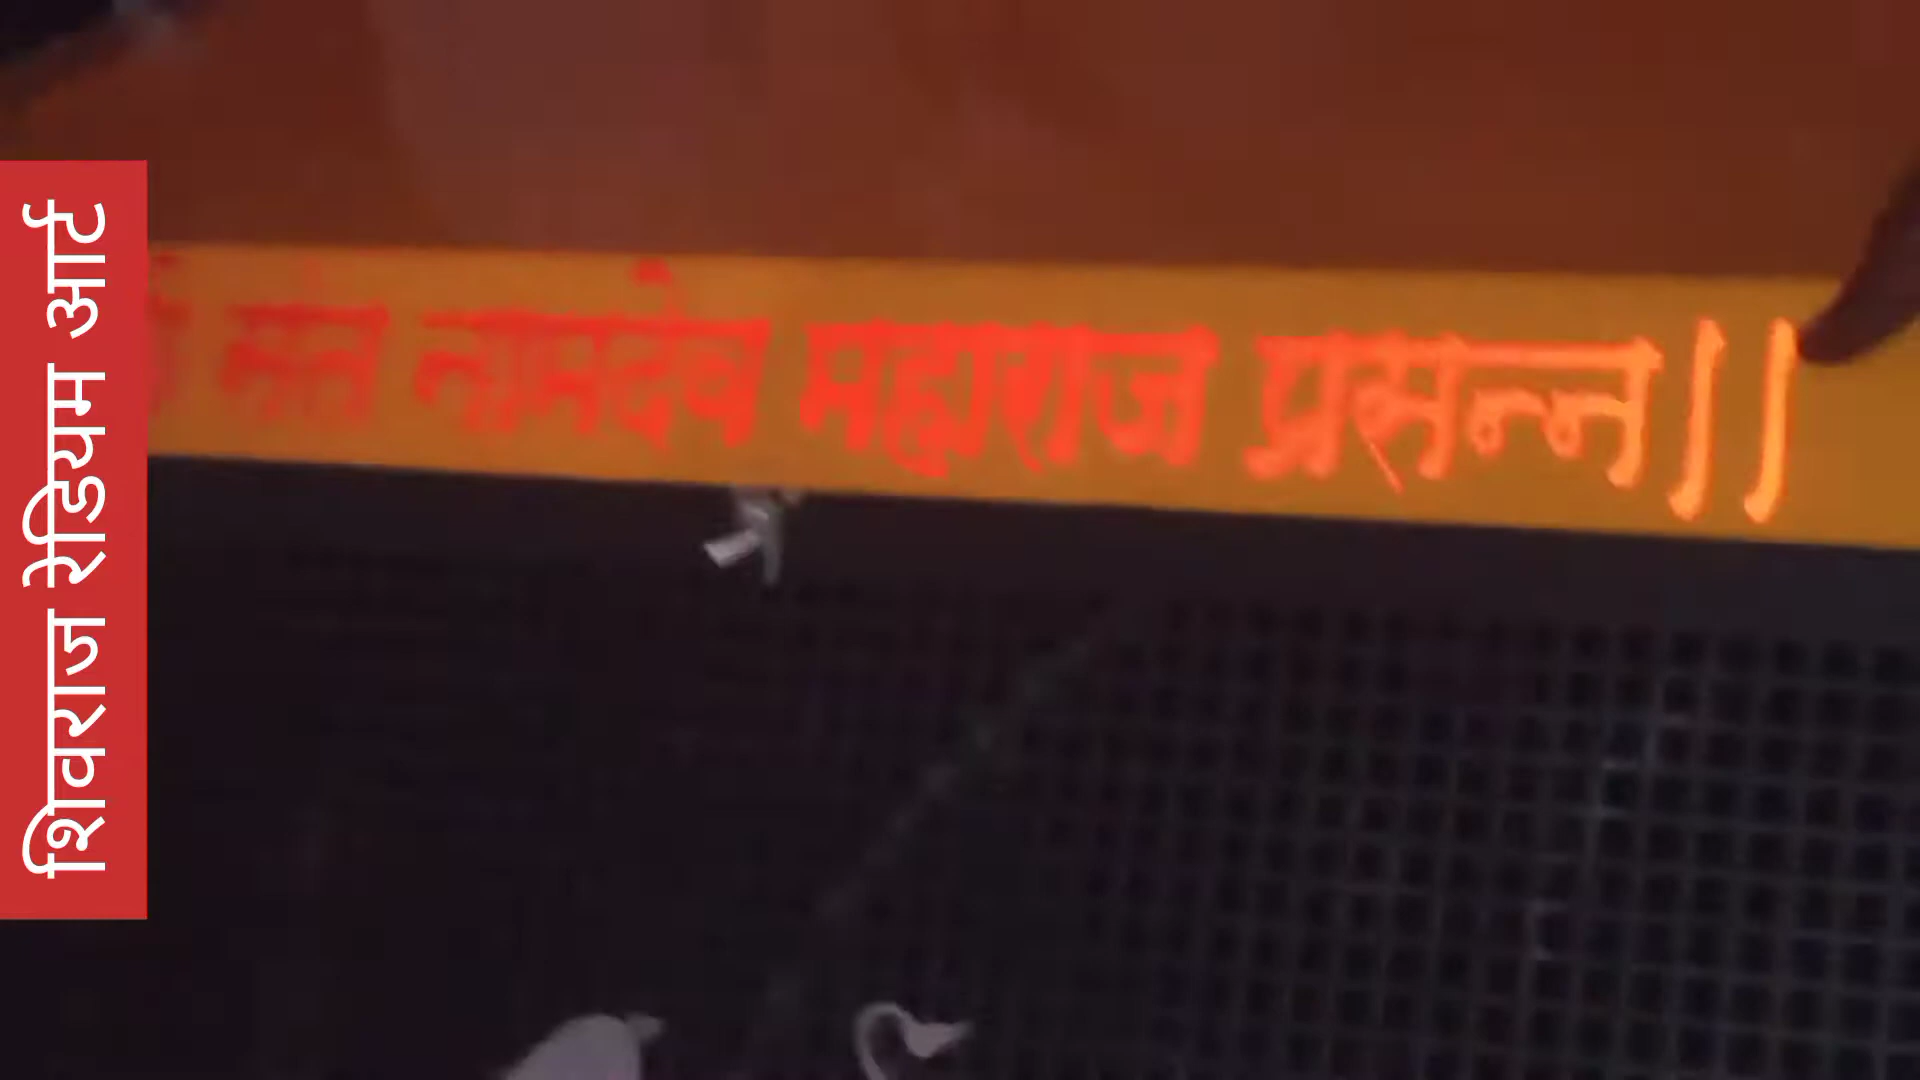 शिवराज रेडियम आर्ट
संत नामदेव महाराज प्रसन्न||